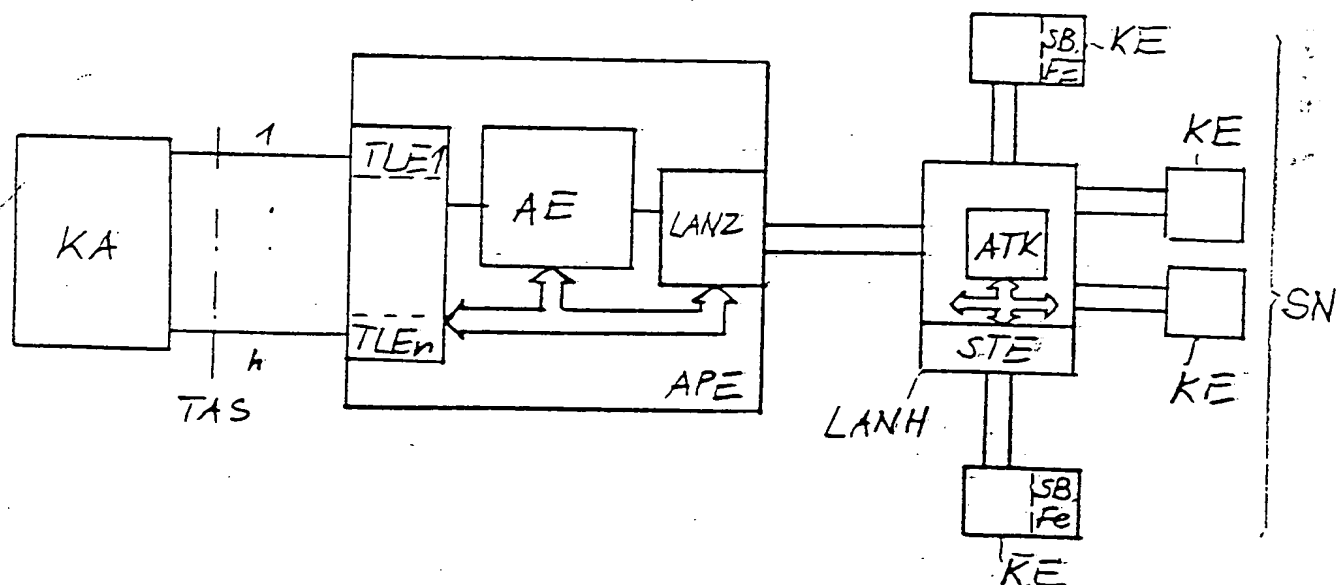 SB.
FE
KE
KA
1
n
TAS
TLE1
TLEn
AE
LANZ
APE
ATK
STE
LANH
KE
KE
SN
SB
Fe
KE